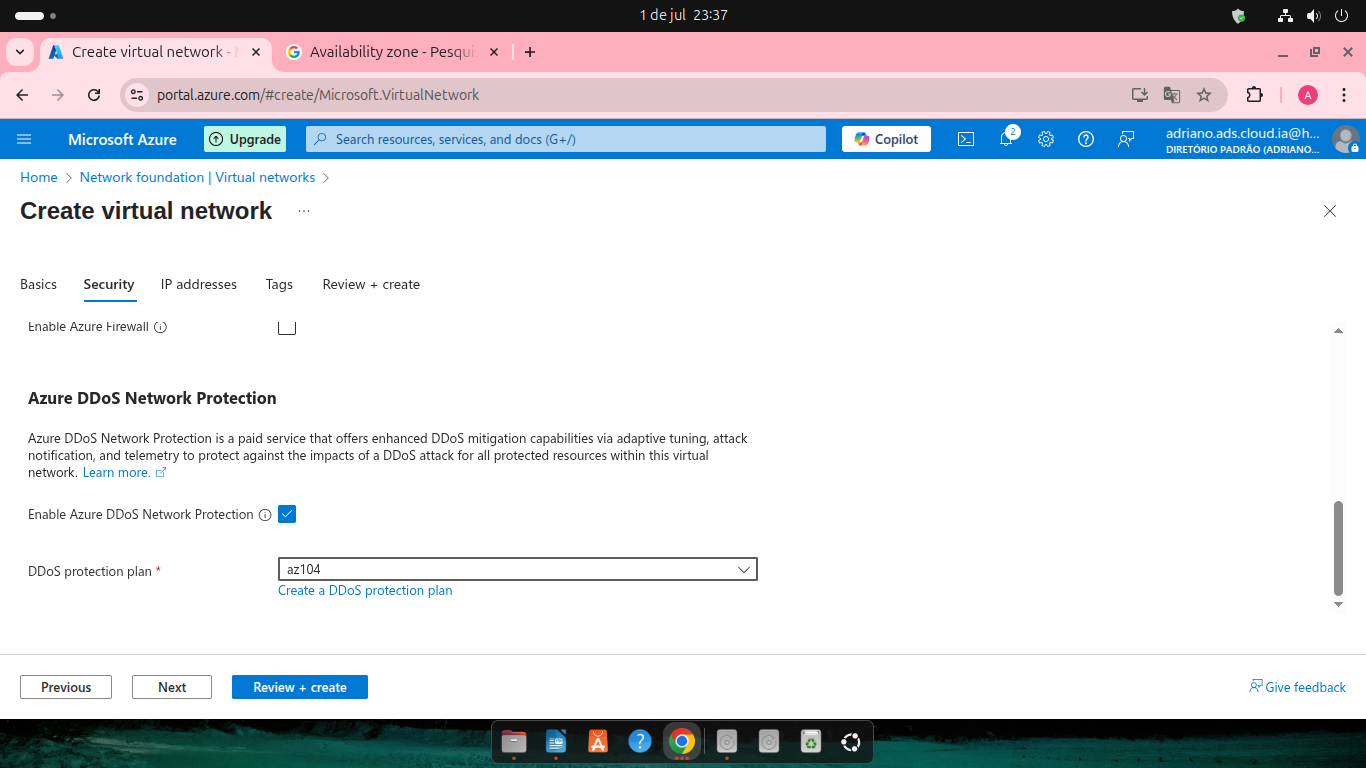 1 de jul 23:37
Create virtual network - M
Availability zone - Pesqui
portal.azure.com/#create/Microsoft.VirtualNetwork
A
Microsoft Azure
Upgrade
Search resources, services, and docs (G+/)
Copilot
2
adriano.ads.cloud.ia@h...
DIRETÓRIO PADRÃO (ADRIANO...
Home
Network foundation | Virtual networks
Create virtual network
...
Basics
Security
IP addresses
Tags
Review + create
Enable Azure Firewall
Azure DDoS Network Protection
Azure DDoS Network Protection is a paid service that offers enhanced DDoS mitigation capabilities via adaptive tuning, attack
notification, and telemetry to protect against the impacts of a DDoS attack for all protected resources within this virtual
network. Learn more.
Enable Azure DDoS Network Protection
DDoS protection plan *
az104
Create a DDoS protection plan
Previous
Next
Review + create
Give feedback